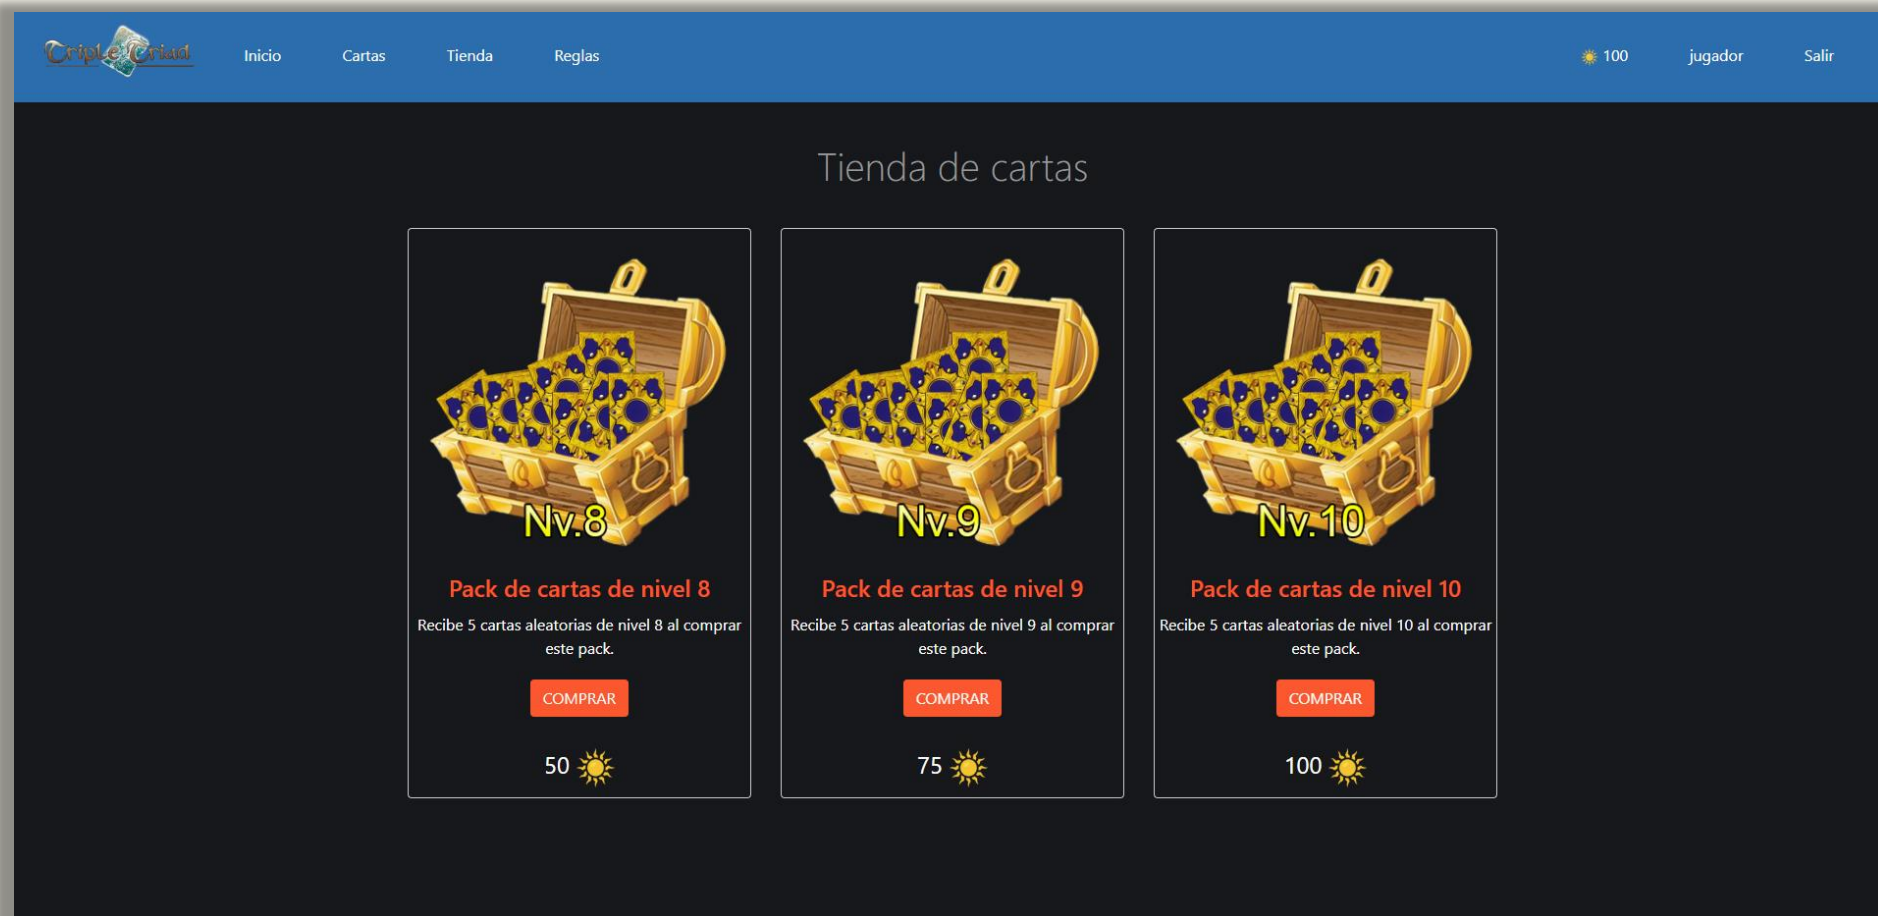 Triple Triad
Inicio
Cartas
Tienda
Reglas
100
jugador
Salir
Tienda de cartas
Nv.8
Pack de cartas de nivel 8
Recibe 5 cartas aleatorias de nivel 8 al comprar
este pack.
COMPRAR
50
Nv.9
Pack de cartas de nivel 9
Recibe 5 cartas aleatorias de nivel 9 al comprar
este pack.
COMPRAR
75
Nv.10
Pack de cartas de nivel 10
Recibe 5 cartas aleatorias de nivel 10 al comprar
este pack.
COMPRAR
100